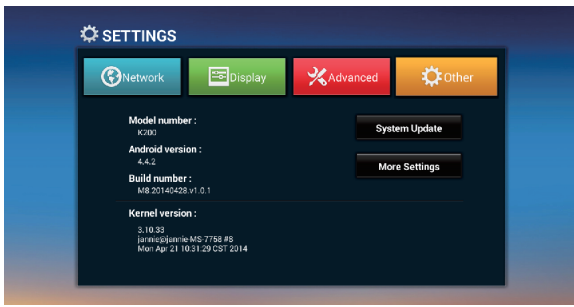 SETTINGS
Network Display Advanced Other
Model number :
K200
System Update
Android version :
4.4.2
More Settings
Build number :
M8.20140428.v1.0.1
Kernel version :
3.10.33
jannie@jannie-MS-7758 #8
Mon Apr 21 10:31:29 CST 2014